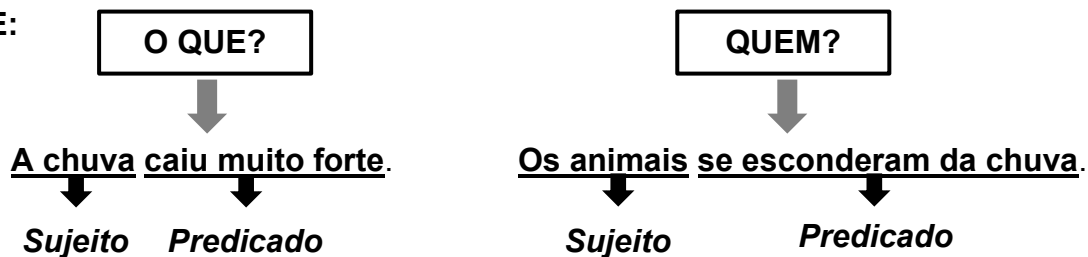 E:
O QUE? QUEM?
A chuva caiu muito forte. Os animais se esconderam da chuva.
Sujeito Predicado Sujeito Predicado